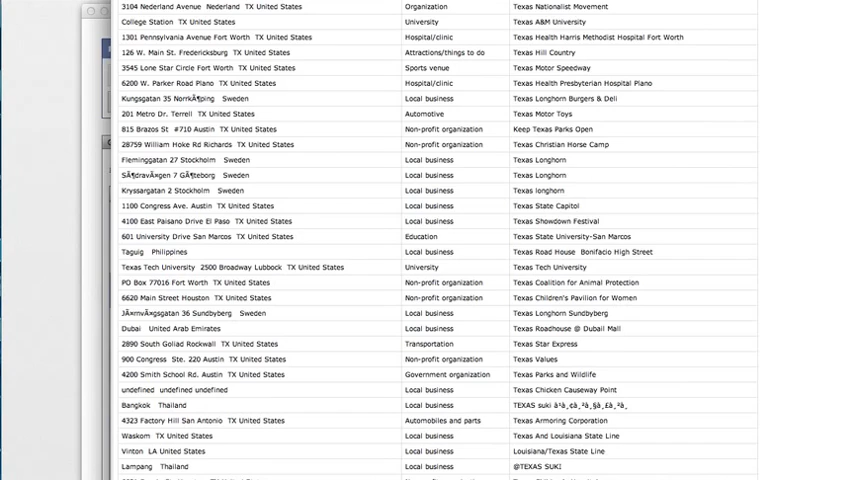 3104 Nederland Avenue Nederland TX United States Organization Texas Nationalist Movement
College Station TX United States University Texas A&M University
1301 Pennsylvania Avenue Fort Worth TX United States Hospital/clinic Texas Health Harris Methodist Hospital Fort Worth
126 W. Main St. Fredericksburg TX United States Attractions/things to do Texas Hill Country
3545 Lone Star Circle Fort Worth TX United States Sports venue Texas Motor Speedway
6200 W. Parker Road Plano TX United States Hospital/clinic Texas Health Presbyterian Hospital Plano
Kungsgatan 35 NorrkÃ¶ping Sweden Local business Texas Longhorn Burgers & Deli
201 Metro Dr. Terrell TX United States Automotive Texas Motor Toys
815 Brazos St #710 Austin TX United States Non-profit organization Keep Texas Parks Open
28759 William Hoke Rd Richards TX United States Non-profit organization Texas Christian Horse Camp
Fleminggatan 27 Stockholm Sweden Local business Texas Longhorn
SÃ¶dravÃ¤gen 7 GÃ¶teborg Sweden Local business Texas Longhorn
Kryssargatan 2 Stockholm Sweden Local business Texas longhorn
1100 Congress Ave. Austin TX United States Local business Texas State Capitol
4100 East Paisano Drive El Paso TX United States Local business Texas Showdown Festival
601 University Drive San Marcos TX United States Education Texas State University-San Marcos
Taguig Philippines Local business Texas Road House Bonifacio High Street
Texas Tech University 2500 Broadway Lubbock TX United States University Texas Tech University
PO Box 77016 Fort Worth TX United States Non-profit organization Texas Coalition for Animal Protection
6620 Main Street Houston TX United States Non-profit organization Texas Children's Pavilion for Women
JÃ¤rnvÃ¤gsgatan 36 Sundbyberg Sweden Local business Texas Longhorn Sundbyberg
Dubai United Arab Emirates Local business Texas Roadhouse @ Dubail Mall
2890 South Goliad Rockwall TX United States Transportation Texas Star Express
900 Congress Ste. 220 Austin TX United States Non-profit organization Texas Values
4200 Smith School Rd. Austin TX United States Government organization Texas Parks and Wildlife
undefined undefined undefined Local business Texas Chicken Causeway Point
Bangkok Thailand Local business TEXAS suki
4323 Factory Hill San Antonio TX United States Automobiles and parts Texas Armoring Corporation
Waskom TX United States Local business Texas And Louisiana State Line
Vinton LA United States Local business Louisiana/Texas State Line
Lampang Thailand Local business @TEXAS SUKI